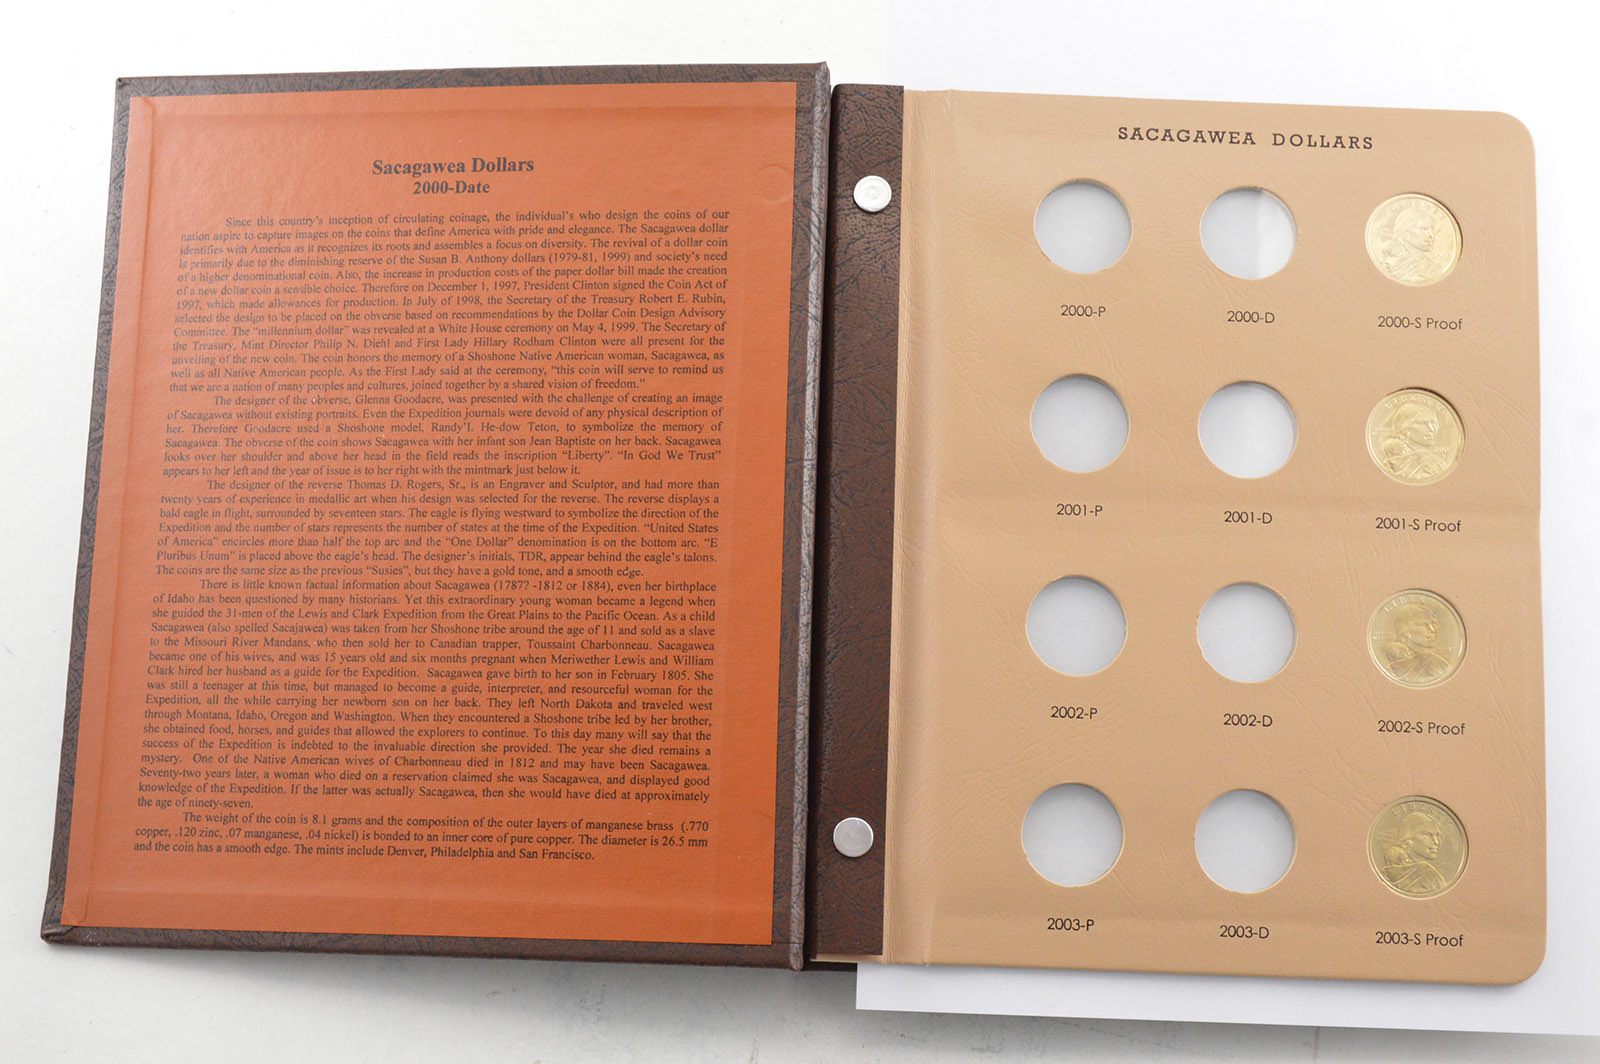 Sacagawea Dollars
2000-Date
Since this country's inception of circulating coinage, the individual's who design the coins of our
nation aspire to capture images on the coins that define America with pride and elegance. The Sacagawea dollar
identifies with America as it recognizes its roots and assembles a focus on diversity. The revival of a dollar coin
is primarily due to the diminishing reserve of the Susan B. Anthony dollars (1979-81, 1999) and society's need
of a higher denominational coin. Also, the increase in production costs of the paper dollar bill made the creation
of a new dollar coin a sensible choice. Therefore on December 1, 1997, President Clinton signed the Coin Act of
1997, which made allowances for production. In July of 1998, the Secretary of the Treasury Robert E. Rubin,
selected the design to be placed on the obverse based on recommendations by the Dollar Coin Design Advisory
Committee. The "millennium dollar" was revealed at a White House ceremony on May 4, 1999. The Secretary of
the Treasury, Mint Director Philip N. Diehl and First Lady Hillary Rodham Clinton were all present for the
unveiling of the new coin. The coin honors the memory of a Shoshone Native American woman, Sacagawea, as
well as all Native American people. As the First Lady said at the ceremony, "this coin will serve to remind us
that we are a nation of many peoples and cultures, joined together by a shared vision of freedom."
The designer of the obverse, Glenna Goodacre, was presented with the challenge of creating an image
of Sacagawea without existing portraits. Even the Expedition journals were devoid of any physical description of
her. Therefore Goodacre used a Shoshone model, Randy'L He-dow Teton, to symbolize the memory of
Sacagawea. The obverse of the coin shows Sacagawea with her infant son Jean Baptiste on her back. Sacagawea
looks over her shoulder and above her head in the field reads the inscription "Liberty". "In God We Trust"
appears to her left and the year of issue is to her right with the mintmark just below it.
The designer of the reverse Thomas D. Rogers, Sr., is an Engraver and Sculptor, and had more than
twenty years of experience in medallic art when his design was selected for the reverse. The reverse displays a
bald eagle in flight, surrounded by seventeen stars. The eagle is flying westward to symbolize the direction of the
Expedition and the number of stars represents the number of states at the time of the Expedition. "United States
of America" encircles more than half the top arc and the "One Dollar" denomination is on the bottom arc. "E
Pluribus Unum" is placed above the eagle's head. The designer's initials, TDR, appear behind the eagle's talons.
The coins are the same size as the previous "Susies", but they have a gold tone, and a smooth edge.
There is little known factual information about Sacagawea (1787? -1812 or 1884), even her birthplace
of Idaho has been questioned by many historians. Yet this extraordinary young woman became a legend when
she guided the 31-men of the Lewis and Clark Expedition from the Great Plains to the Pacific Ocean. As a child
Sacagawea (also spelled Sacajawea) was taken from her Shoshone tribe around the age of 11 and sold as a slave
to the Missouri River Mandans, who then sold her to Canadian trapper, Toussaint Charbonneau. Sacagawea
became one of his wives, and was 15 years old and six months pregnant when Meriwether Lewis and William
Clark hired her husband as a guide for the Expedition. Sacagawea gave birth to her son in February 1805. She
was still a teenager at this time, but managed to become a guide, interpreter, and resourceful woman for the
Expedition, all the while carrying her newborn son on her back. They left North Dakota and traveled west
through Montana, Idaho, Oregon and Washington. When they encountered a Shoshone tribe led by her brother,
she obtained food, horses, and guides that allowed the explorers to continue. To this day many will say that the
success of the Expedition is indebted to the invaluable direction she provided. The year she died remains a
mystery. One of the Native American wives of Charbonneau died in 1812 and may have been Sacagawea.
Seventy-two years later, a woman who died on a reservation claimed she was Sacagawea, and displayed good
knowledge of the Expedition. If the latter was actually Sacagawea, then she would have died at approximately
the age of ninety-seven.
The weight of the coin is 8.1 grams and the composition of the outer layers of manganese brass (.770
copper, .120 zinc, .07 manganese, .04 nickel) is bonded to an inner core of pure copper. The diameter is 26.5 mm
and the coin has a smooth edge. The mints include Denver, Philadelphia and San Francisco.
SACAGAWEA DOLLARS
2000-P 2000-D 2000-S Proof
LIBERTY
2001-P 2001-D 2001-S Proof
2002-P 2002-D 2002-S Proof
2003-P 2003-D 2003-S Proof